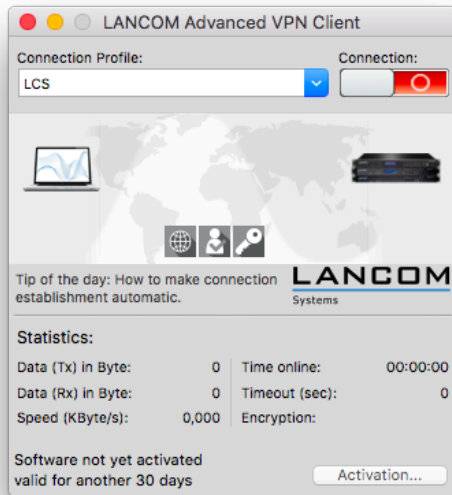 LANCOM Advanced VPN Client
Connection Profile: Connection:
LCS
Tip of the day: How to make connection
establishment automatic.
LANCOM
Systems
Statistics:
Data (Tx) in Byte: 0 Time online: 00:00:00
Data (Rx) in Byte: 0 Timeout (sec): 0
Speed (KByte/s): 0,000 Encryption:
Software not yet activated
valid for another 30 days
Activation...